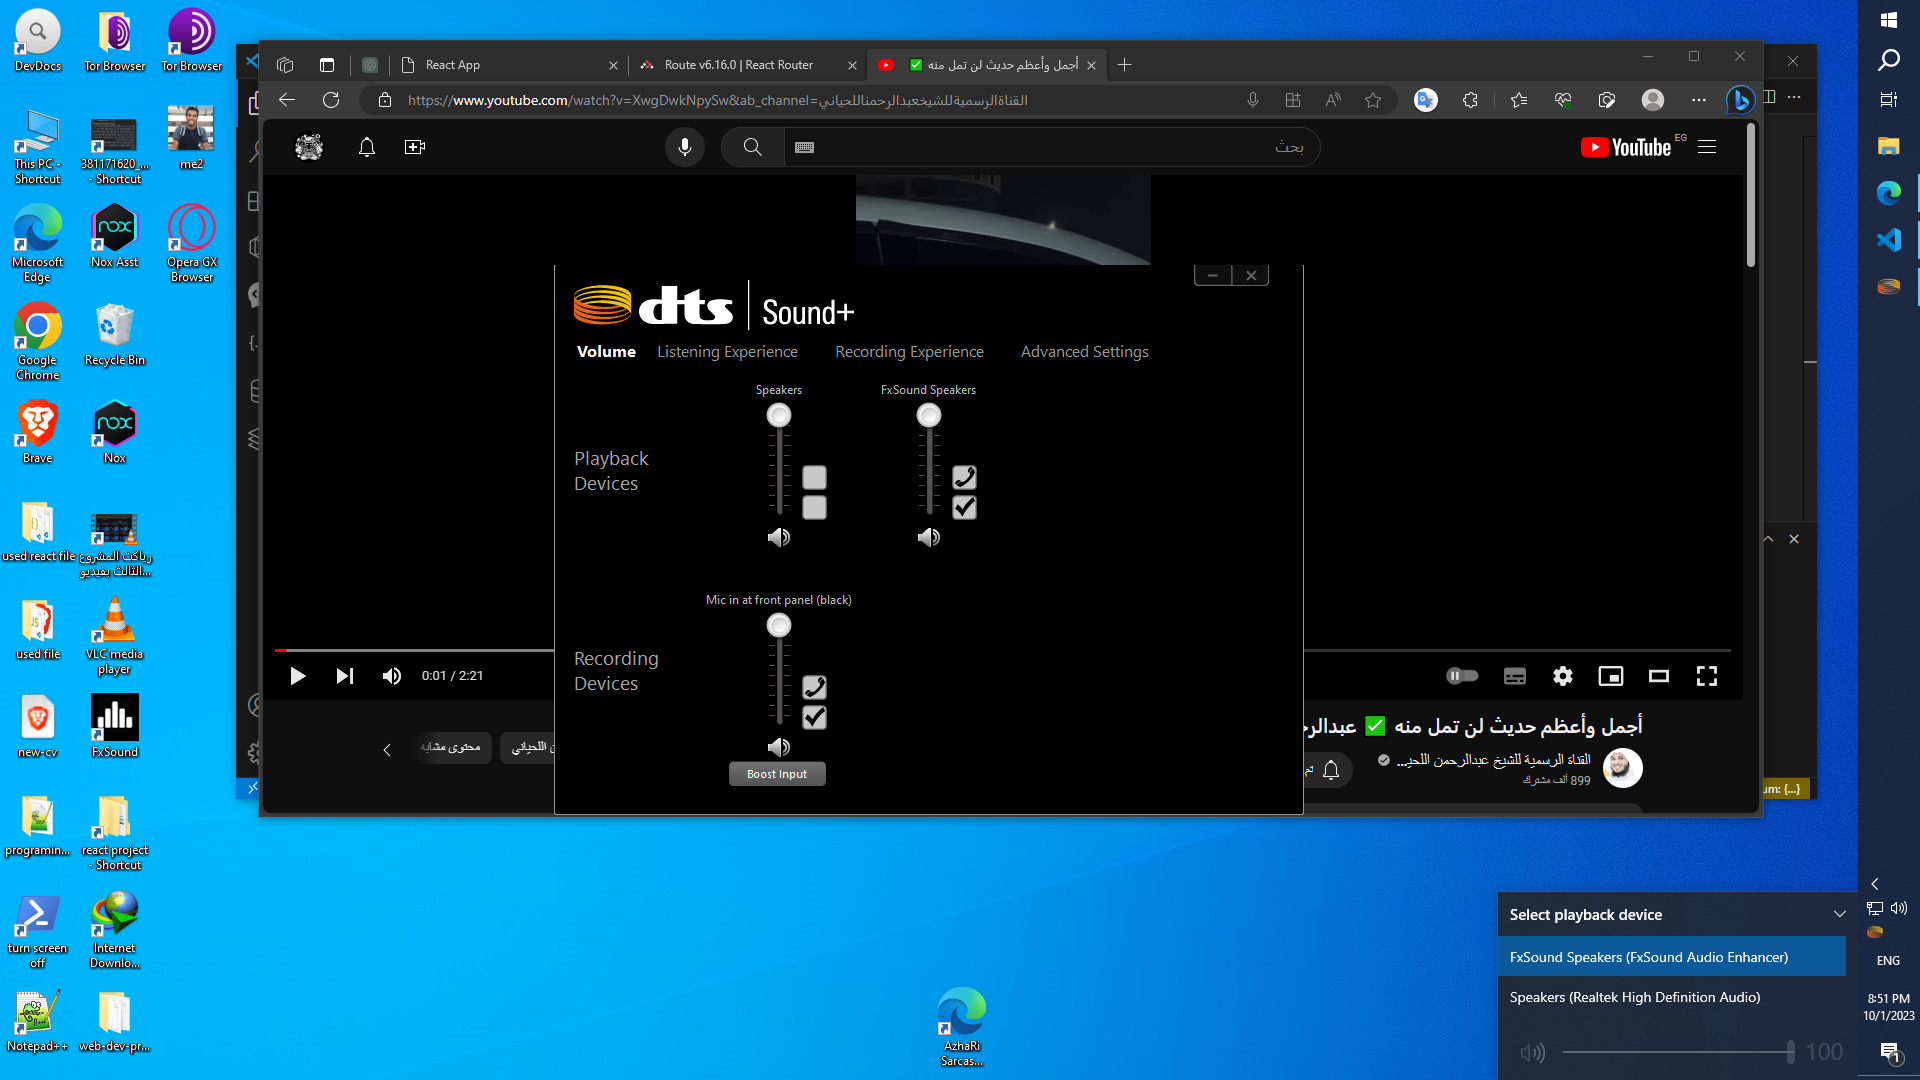 DevDocs
Tor Browser
Tor Browser
This PC -
Shortcut
381171620_...
- Shortcut
me2
Microsoft
Edge
Nox Asst
Opera GX
Browser
Google
Chrome
Recycle Bin
Brave
Nox
used react file
رياكت المشروع
الثالث بفيديو...
used file
VLC media
player
new-cv
FxSound
programin...
react project
- Shortcut
turn screen
off
Internet
Downlo...
Notepad++
web-dev-pr...
AzhaRi
Sarcas...
React App
Route v6.16.0 | React Router
أجمل وأعظم حديث لن تمل منه ✅
https://www.youtube.com/watch?v=XwgDwkNpySw&ab_channel=القناةالرسميةللشيخعبدالرحمناللحياني
بحث
YouTube EG
dts Sound+
Volume
Listening Experience
Recording Experience
Advanced Settings
Speakers
FxSound Speakers
Playback
Devices
Mic in at front panel (black)
Recording
Devices
Boost Input
0:01 / 2:21
محتوى مشابه
أجمل وأعظم حديث لن تمل منه ✅
القناة الرسمية للشيخ عبدالرحمن اللحيـ...
899 ألف مشترك
um: {...}
Select playback device
FxSound Speakers (FxSound Audio Enhancer)
Speakers (Realtek High Definition Audio)
100
ENG
8:51 PM
10/1/2023
1